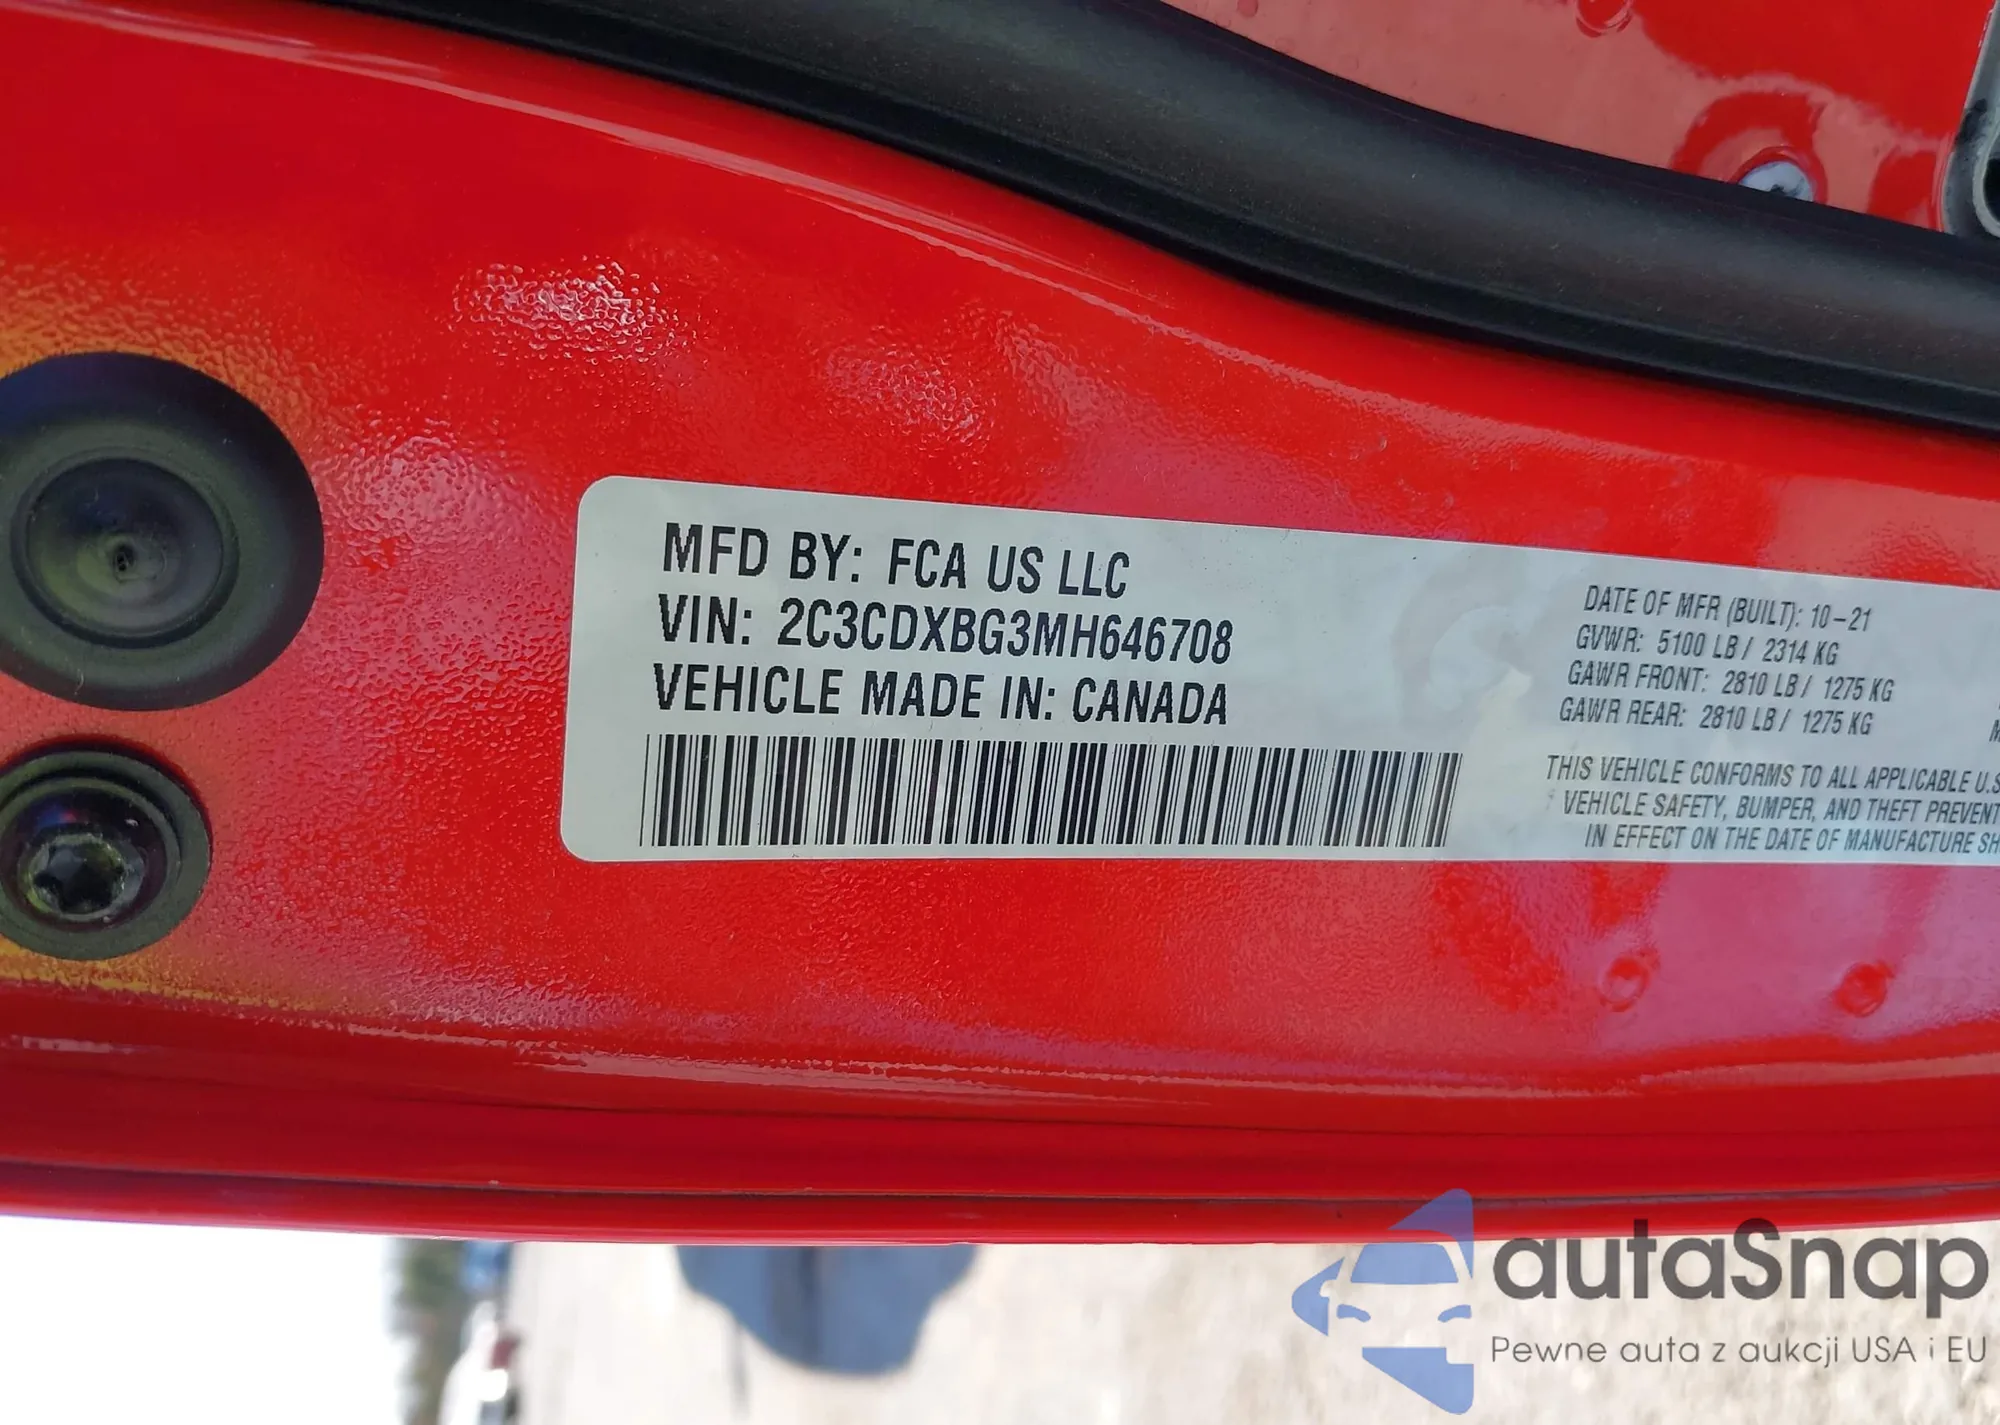 MFD BY: FCA US LLC
VIN: 2C3CDXBG3MH646708
VEHICLE MADE IN: CANADA
DATE OF MFR (BUILT): 10-21
GVWR: 5100 LB / 2314 KG
GAWR FRONT: 2810 LB / 1275 KG
GAWR REAR: 2810 LB / 1275 KG
THIS VEHICLE CONFORMS TO ALL APPLICABLE U.S
VEHICLE SAFETY, BUMPER, AND THEFT PREVENT
IN EFFECT ON THE DATE OF MANUFACTURE SH
autaSnap
Pewne auta z aukcji USA i EU